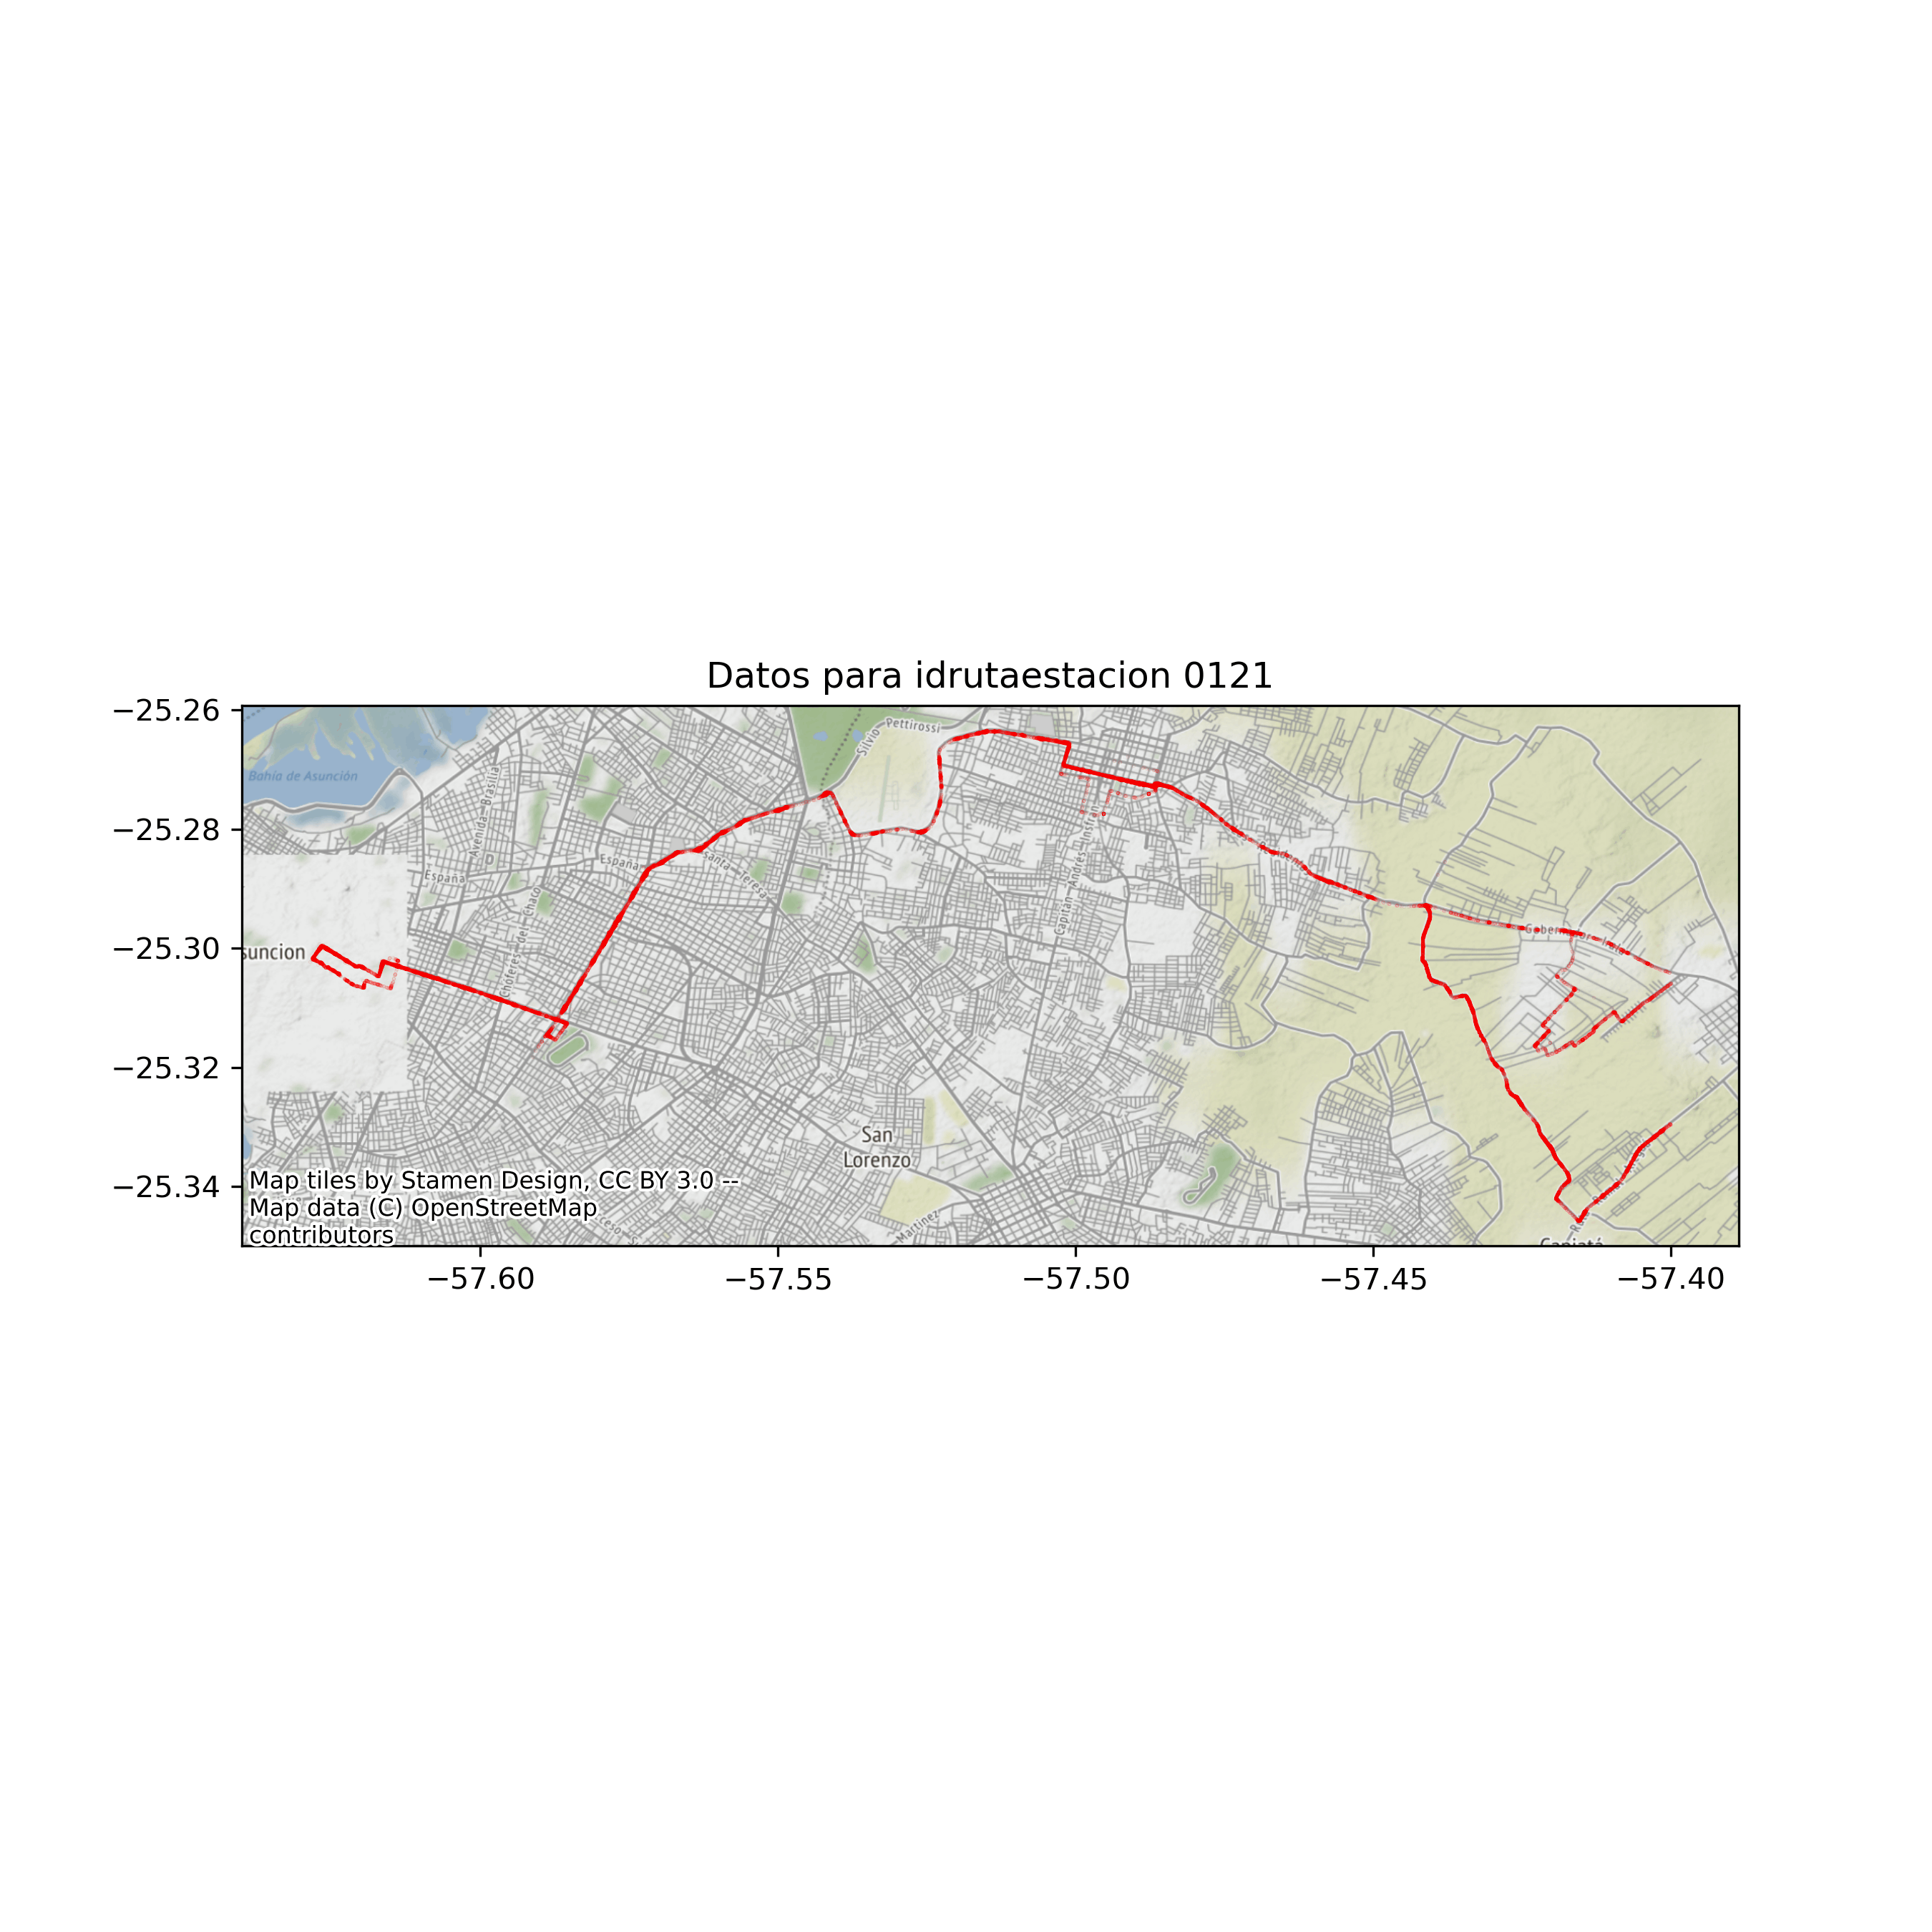 Datos para idrutaestacion 0121
−25.26
−25.28
−25.30
−25.32
−25.34
Pettirossi
Silvio
Bahía de Asunción
Avenida Brasilia
España
Santa Teresa
España
Choferes del Chaco
Capitán Andrés Insfrán
suncion
San
Lorenzo
Martínez
Capiatá
Map tiles by Stamen Design, CC BY 3.0 --
Map data (C) OpenStreetMap
contributors
−57.60
−57.55
−57.50
−57.45
−57.40